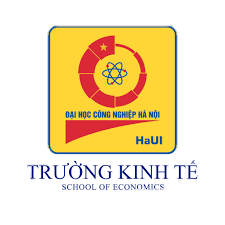 ĐẠI HỌC CÔNG NGHIỆP HÀ NỘI
HaUI
TRƯỜNG KINH TẾ
SCHOOL OF ECONOMICS